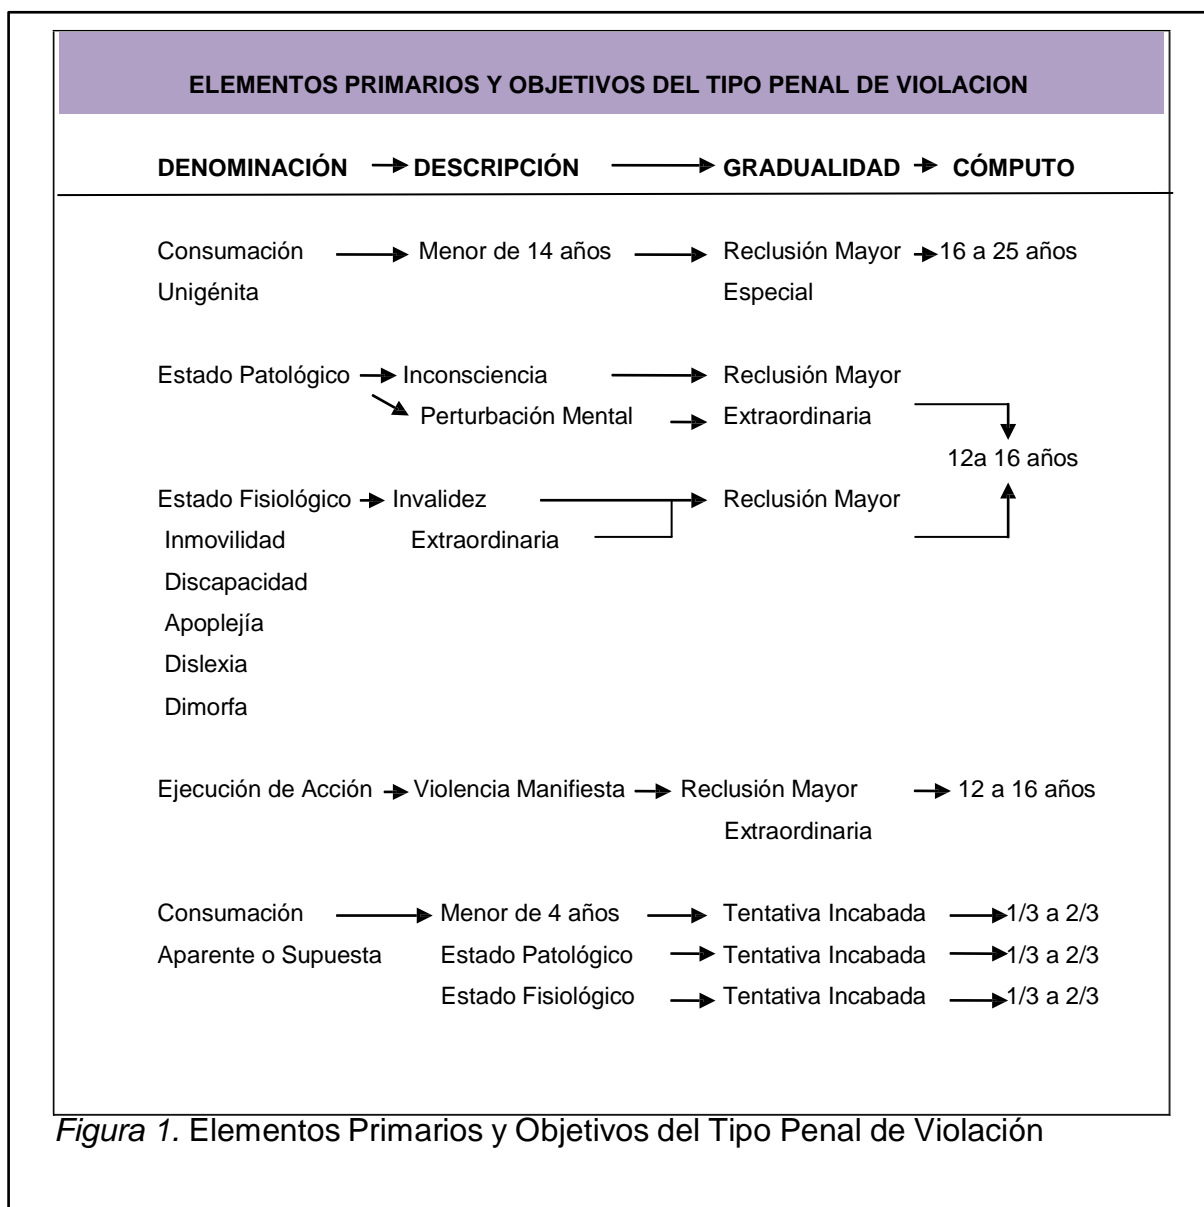 ELEMENTOS PRIMARIOS Y OBJETIVOS DEL TIPO PENAL DE VIOLACION
DENOMINACIÓN DESCRIPCIÓN GRADUALIDAD CÓMPUTO
Consumación Menor de 14 años Reclusión Mayor 16 a 25 años
Unigénita Especial
Estado Patológico Inconsciencia Reclusión Mayor
Perturbación Mental Extraordinaria
12a 16 años
Estado Fisiológico Invalidez Reclusión Mayor
Inmovilidad Extraordinaria
Discapacidad
Apoplejía
Dislexia
Dimorfa
Ejecución de Acción Violencia Manifiesta Reclusión Mayor 12 a 16 años
Extraordinaria
Consumación Menor de 4 años Tentativa Incabada 1/3 a 2/3
Aparente o Supuesta Estado Patológico Tentativa Incabada 1/3 a 2/3
Estado Fisiológico Tentativa Incabada 1/3 a 2/3
Figura 1. Elementos Primarios y Objetivos del Tipo Penal de Violación